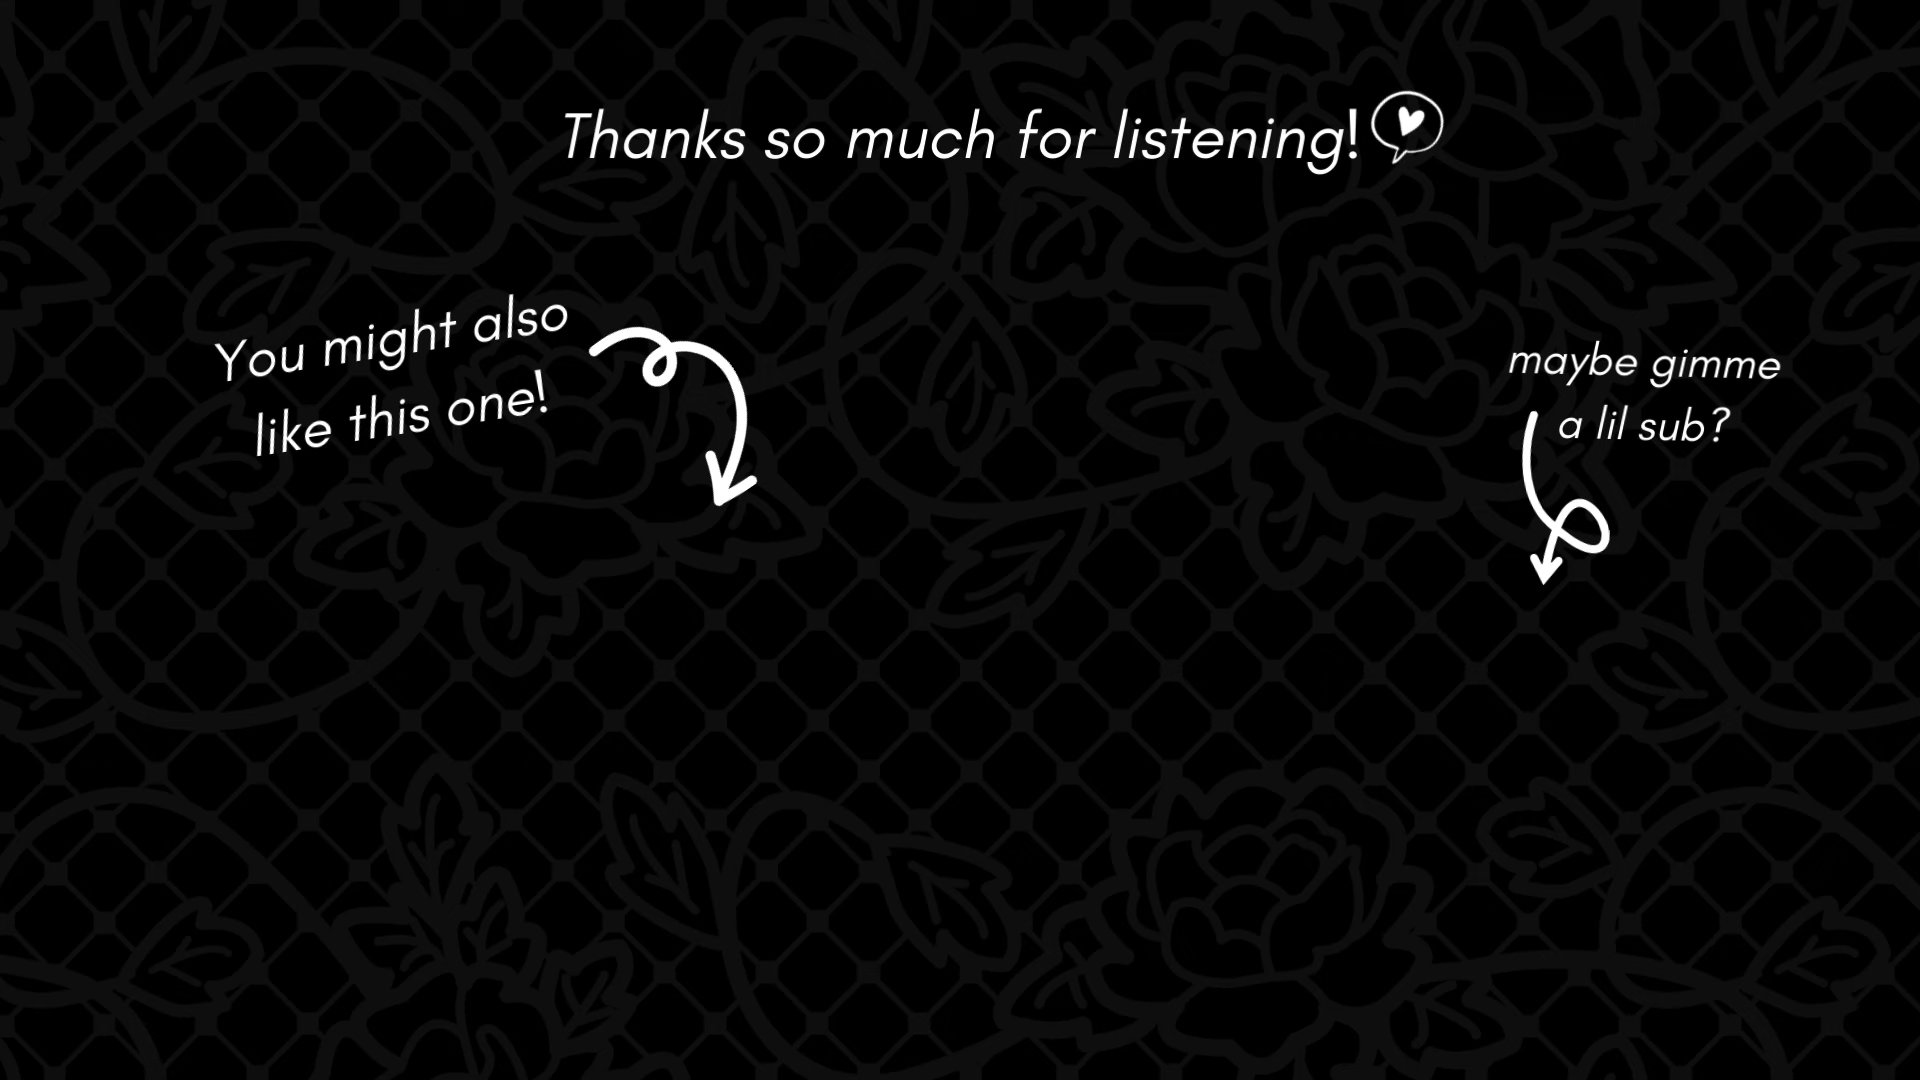 Thanks so much for listening!
You might also
like this one!
maybe gimme
a lil sub?